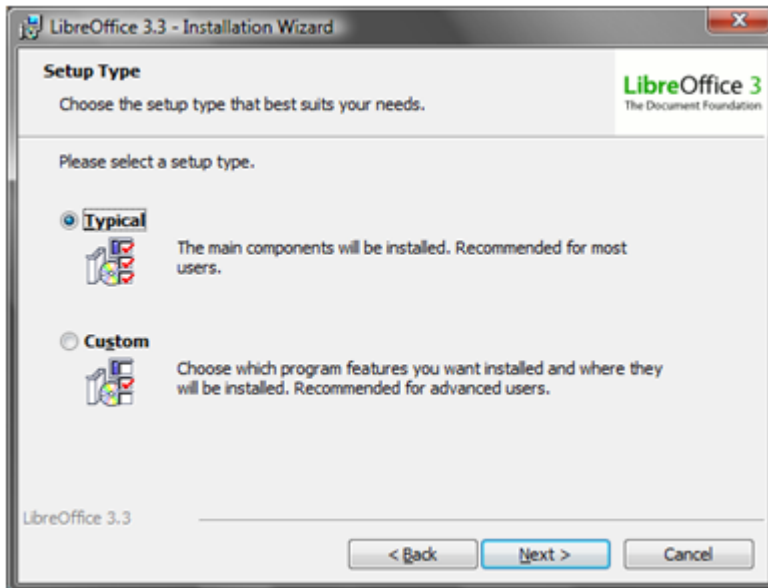 LibreOffice 3.3 - Installation Wizard
Setup Type
Choose the setup type that best suits your needs.
LibreOffice 3
The Document Foundation
Please select a setup type.
Typical
The main components will be installed. Recommended for most
users.
Custom
Choose which program features you want installed and where they
will be installed. Recommended for advanced users.
LibreOffice 3.3
< Back Next > Cancel